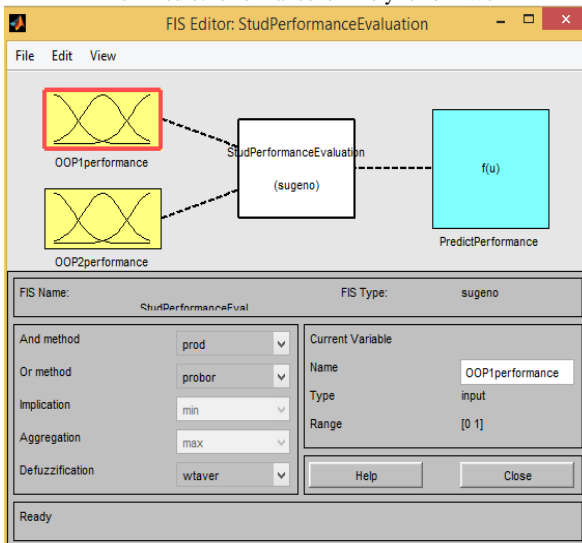 FIS Editor: StudPerformanceEvaluation
File Edit View
OOP1performance
StudPerformanceEvaluation
(sugeno)
f(u)
OOP2performance
PredictPerformance
FIS Name: FIS Type: sugeno
StudPerformanceEval
And method prod
Or method probor
Implication min
Aggregation max
Defuzzification wtaver
Current Variable
Name OOP1performance
Type input
Range [0 1]
Help Close
Ready